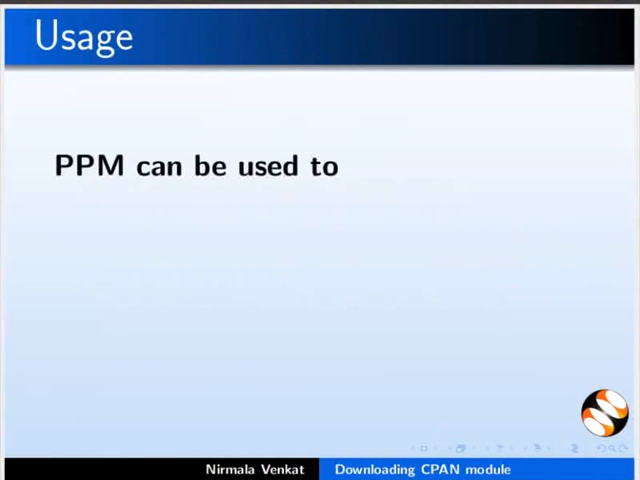 Usage
PPM can be used to
Nirmala Venkat
Downloading CPAN module